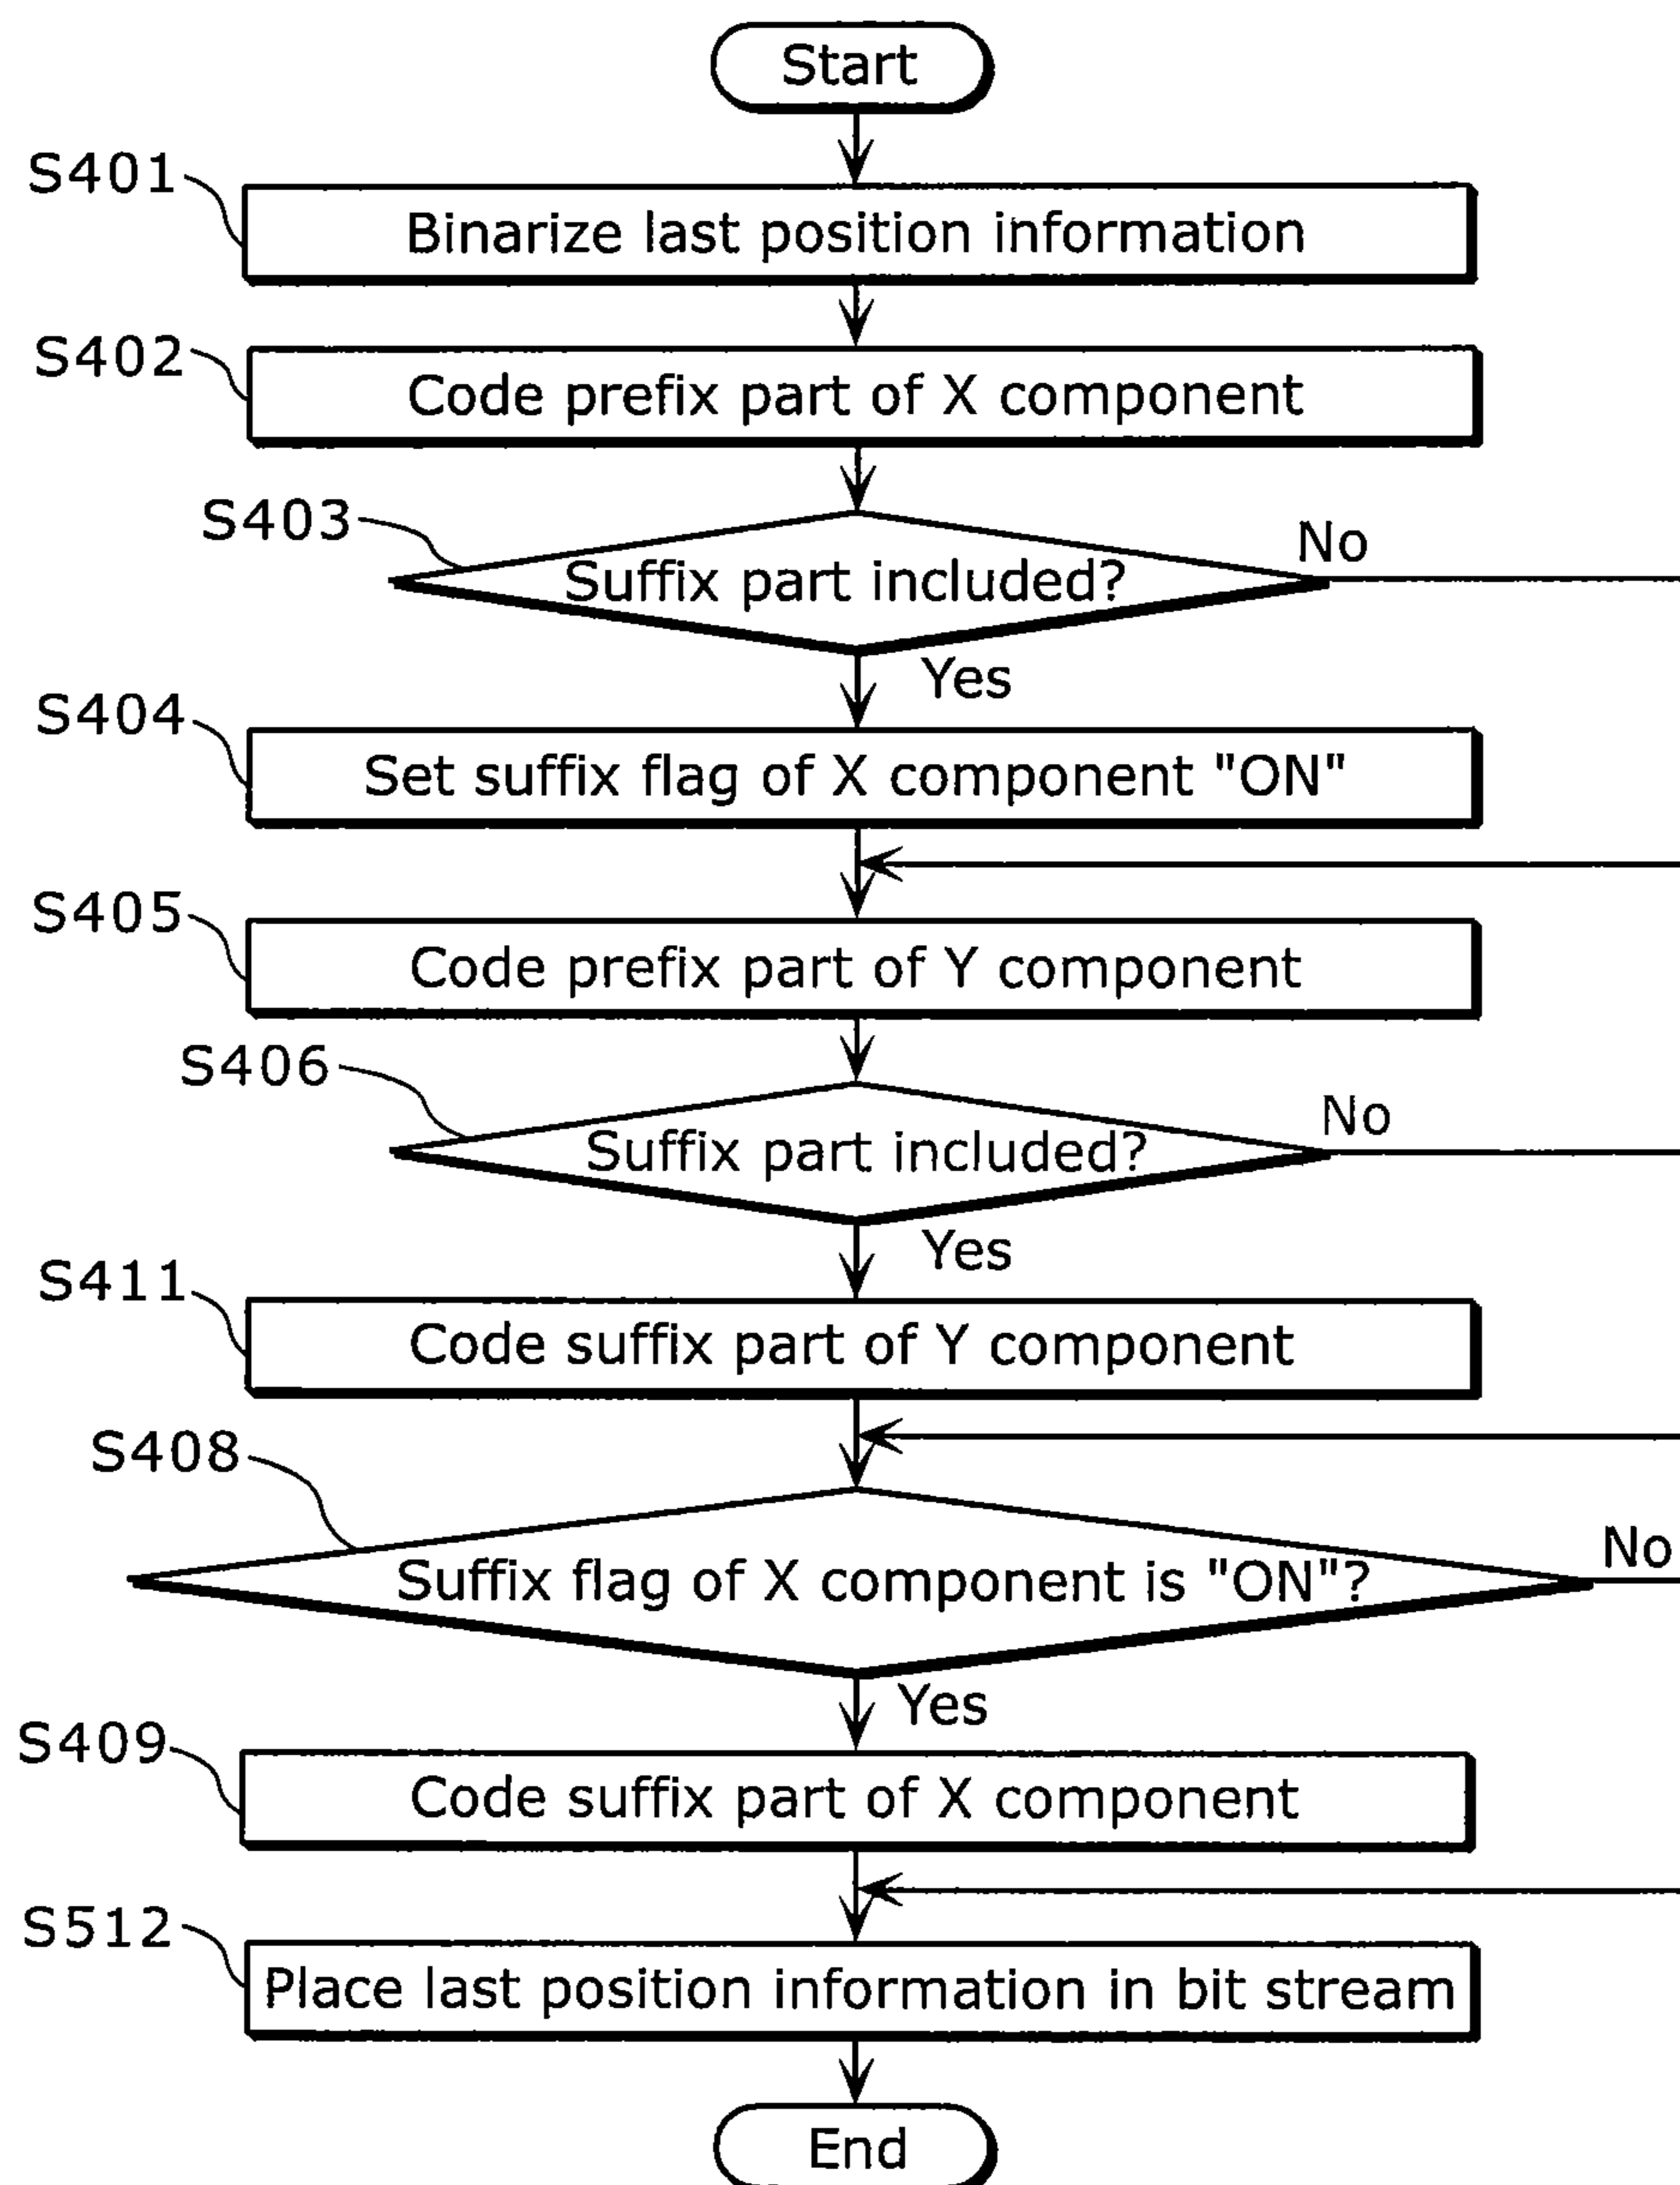 Start
S401
Binarize last position information
S402
Code prefix part of X component
S403
Suffix part included?
No
Yes
S404
Set suffix flag of X component "ON"
S405
Code prefix part of Y component
S406
Suffix part included?
No
Yes
S411
Code suffix part of Y component
S408
Suffix flag of X component is "ON"?
No
Yes
S409
Code suffix part of X component
S512
Place last position information in bit stream
End